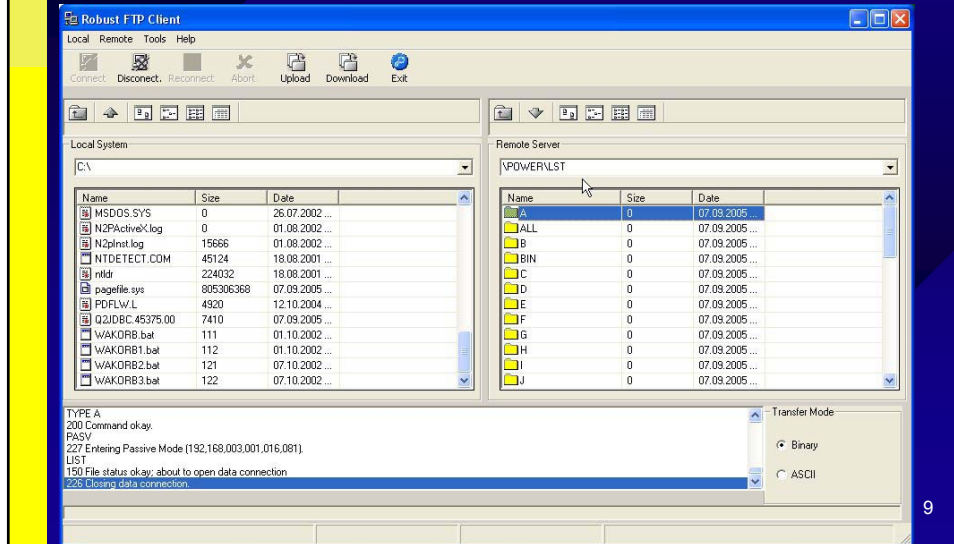 Robust FTP Client
Local Remote Tools Help
Connect Disconect. Reconnect Abort Upload Download Exit
Local System
C:\
Name Size Date
MSDOS.SYS 0 26.07.2002 ...
N2PActiveX.log 0 01.08.2002 ...
N2pInst.log 15666 01.08.2002 ...
NTDETECT.COM 45124 18.08.2001 ...
ntldr 224032 18.08.2001 ...
pagefile.sys 805306368 07.09.2005 ...
PDFLW.L 4920 12.10.2004 ...
Q2JDBC.45375.00 7410 07.09.2005 ...
WAKORB.bat 111 01.10.2002 ...
WAKORB1.bat 112 01.10.2002 ...
WAKORB2.bat 121 07.10.2002 ...
WAKORB3.bat 122 07.10.2002 ...
Remote Server
\POWER\LST
Name Size Date
A 0 07.09.2005 ...
ALL 0 07.09.2005 ...
B 0 07.09.2005 ...
BIN 0 07.09.2005 ...
C 0 07.09.2005 ...
D 0 07.09.2005 ...
E 0 07.09.2005 ...
F 0 07.09.2005 ...
G 0 07.09.2005 ...
H 0 07.09.2005 ...
I 0 07.09.2005 ...
J 0 07.09.2005 ...
TYPE A
200 Command okay.
PASV
227 Entering Passive Mode (192,168,003,001,016,081).
LIST
150 File status okay; about to open data connection
226 Closing data connection.
Transfer Mode
Binary
ASCII
9